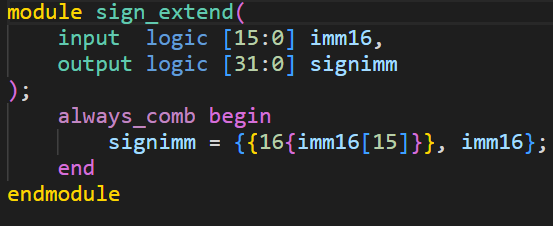 module sign_extend(
    input  logic [15:0] imm16,
    output logic [31:0] signimm
);
    always_comb begin
        signimm = {{16{imm16[15]}}, imm16};
    end
endmodule